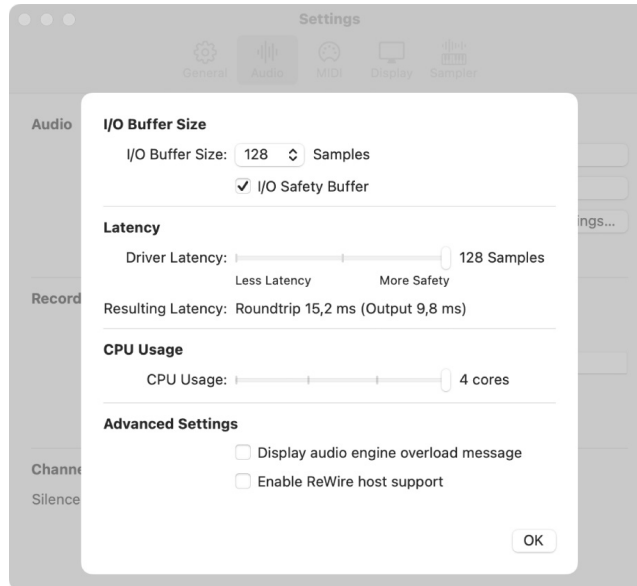 Settings
General Audio MIDI Display Sampler
Audio
I/O Buffer Size
I/O Buffer Size: 128 Samples
I/O Safety Buffer
ings...
Latency
Driver Latency: 128 Samples
Less Latency More Safety
Record
Resulting Latency: Roundtrip 15,2 ms (Output 9,8 ms)
CPU Usage
CPU Usage: 4 cores
Advanced Settings
Display audio engine overload message
Channe
Enable ReWire host support
Silence
OK